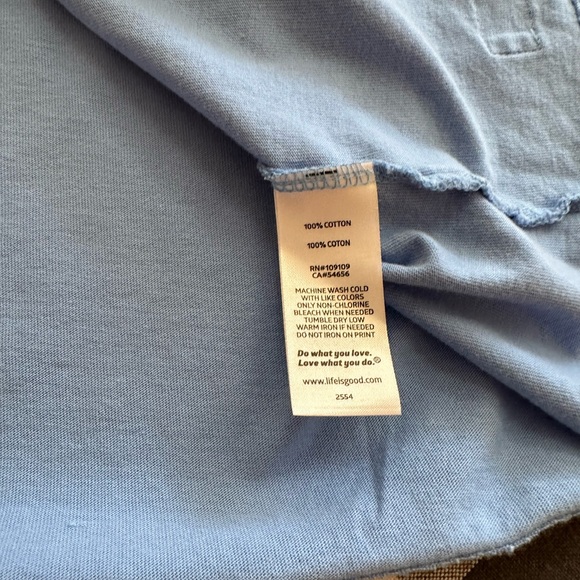 100% COTTON
100% COTON
RN#109109
CA#54656
MACHINE WASH COLD
WITH LIKE COLORS
ONLY NON-CHLORINE
BLEACH WHEN NEEDED
TUMBLE DRY LOW
WARM IRON IF NEEDED
DO NOT IRON ON PRINT
Do what you love.
Love what you do.®
www.lifeisgood.com
2554